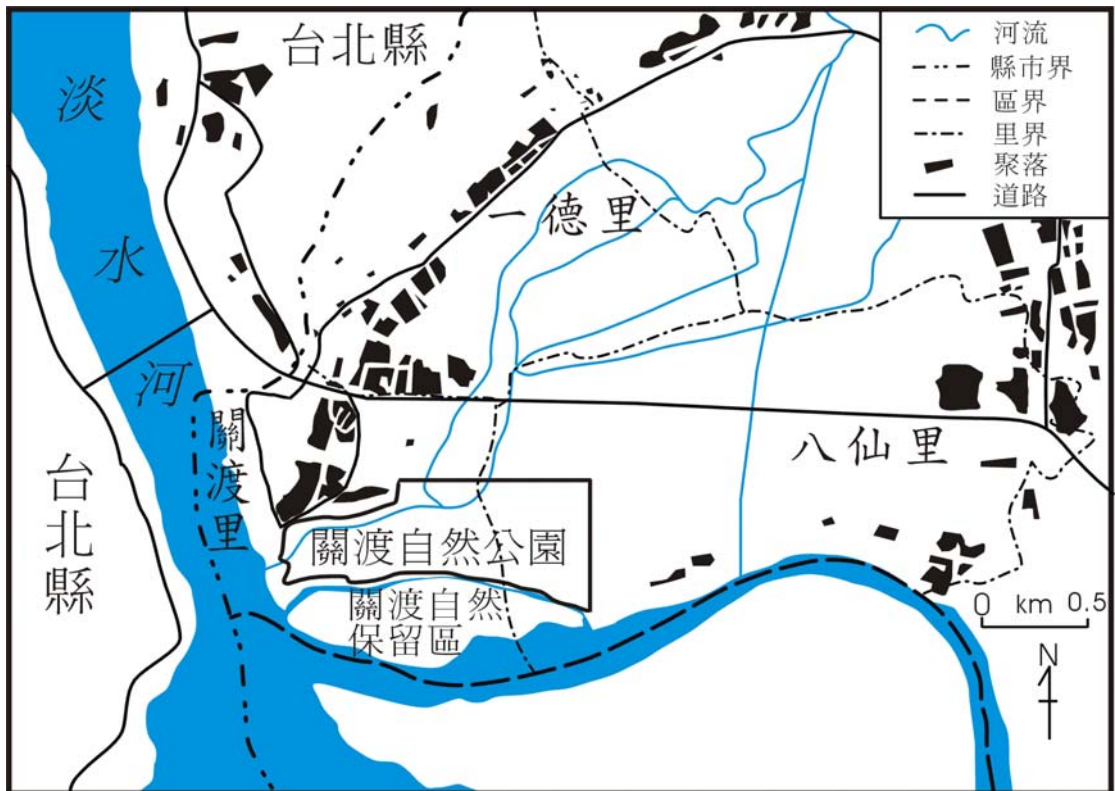 台北縣
河流
縣市界
區界
里界
聚落
道路
淡水河
一德里
關渡里
八仙里
台北縣
關渡自然公園
關渡自然
保留區
0 km 0.5
N